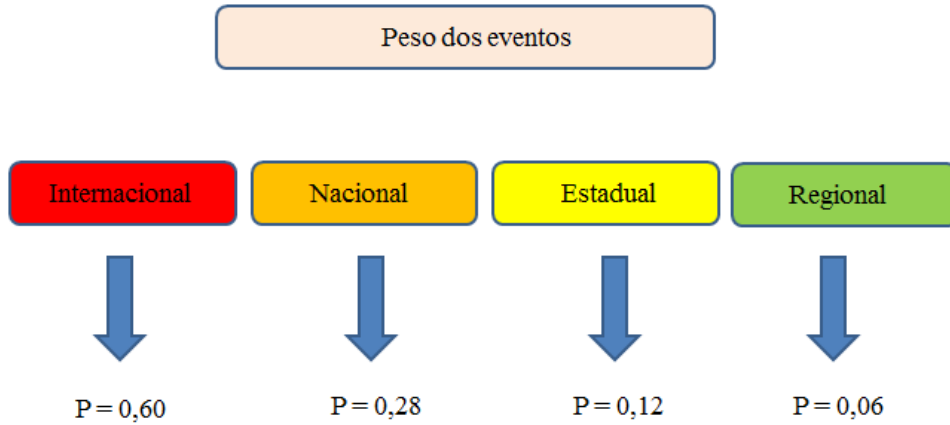 Peso dos eventos
Internacional Nacional Estadual Regional
P = 0,60 P = 0,28 P = 0,12 P = 0,06